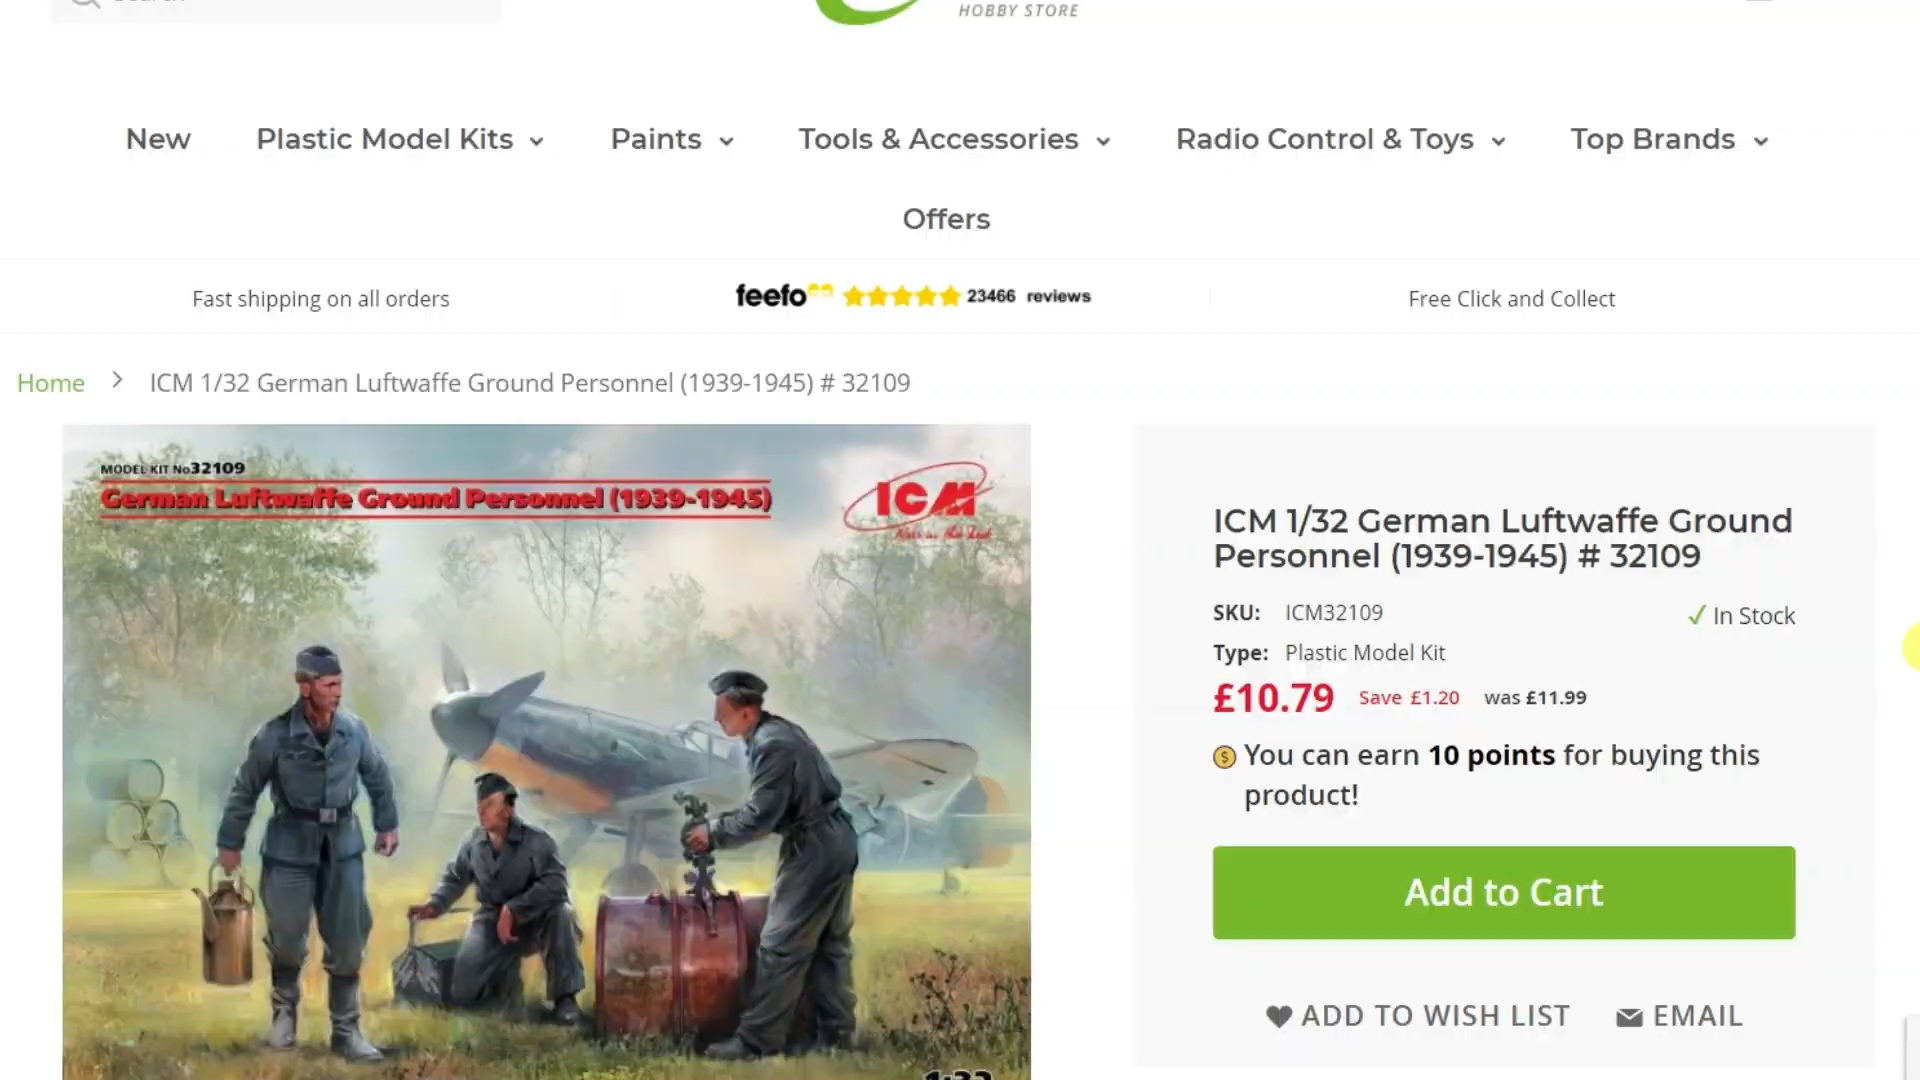 HOBBY STORE
New Plastic Model Kits Paints Tools & Accessories Radio Control & Toys Top Brands
Offers
Fast shipping on all orders
feefo 23466 reviews
Free Click and Collect
Home > ICM 1/32 German Luftwaffe Ground Personnel (1939-1945) # 32109
MODEL KIT No32109
German Luftwaffe Ground Personnel (1939-1945)
ICM
ICM 1/32 German Luftwaffe Ground
Personnel (1939-1945) # 32109
SKU: ICM32109
✓ In Stock
Type: Plastic Model Kit
£10.79 Save £1.20 was £11.99
You can earn 10 points for buying this
product!
Add to Cart
ADD TO WISH LIST EMAIL